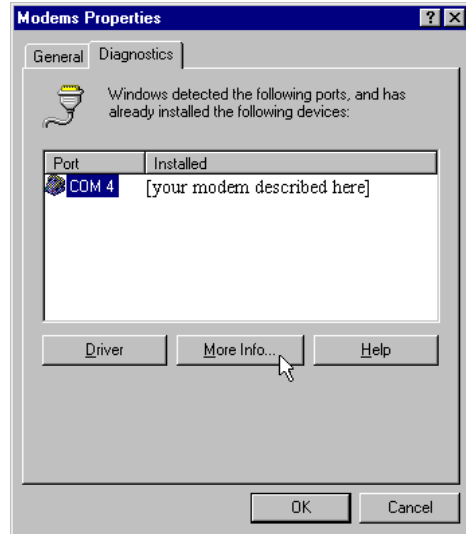 Modems Properties
General Diagnostics
Windows detected the following ports, and has
already installed the following devices:
Port Installed
COM 4 [your modem described here]
Driver More Info... Help
OK Cancel